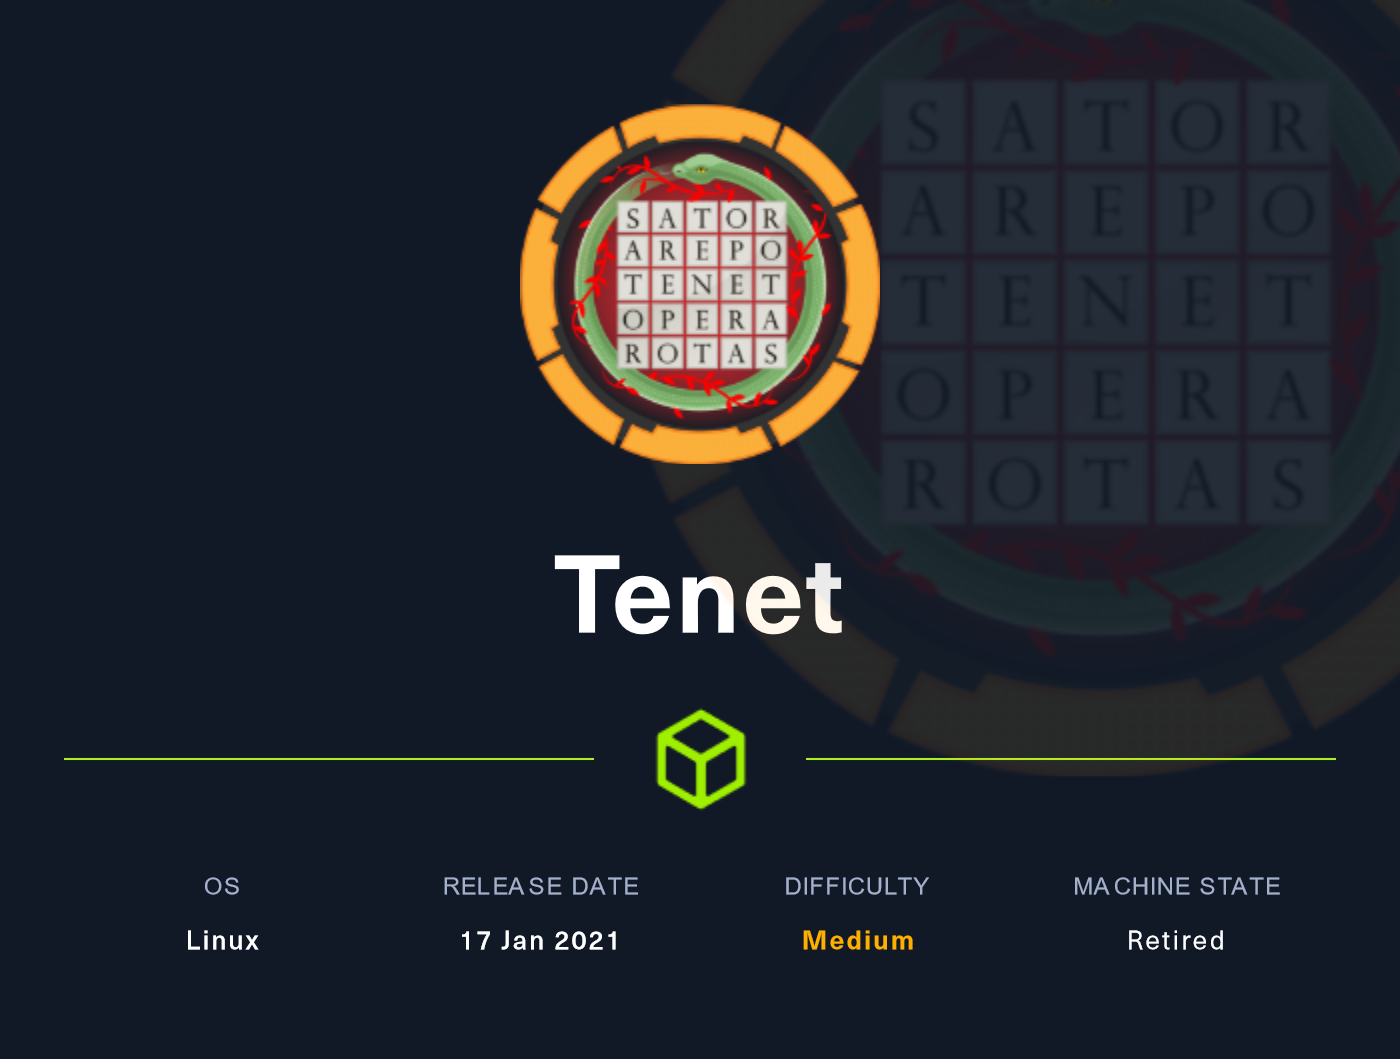 S A T O R
A R E P O
T E N E T
O P E R A
R O T A S
S A T O R
A R E P O
T E N E T
O P E R A
R O T A S
Tenet
OS RELEASE DATE DIFFICULTY MACHINE STATE
Linux 17 Jan 2021 Medium Retired